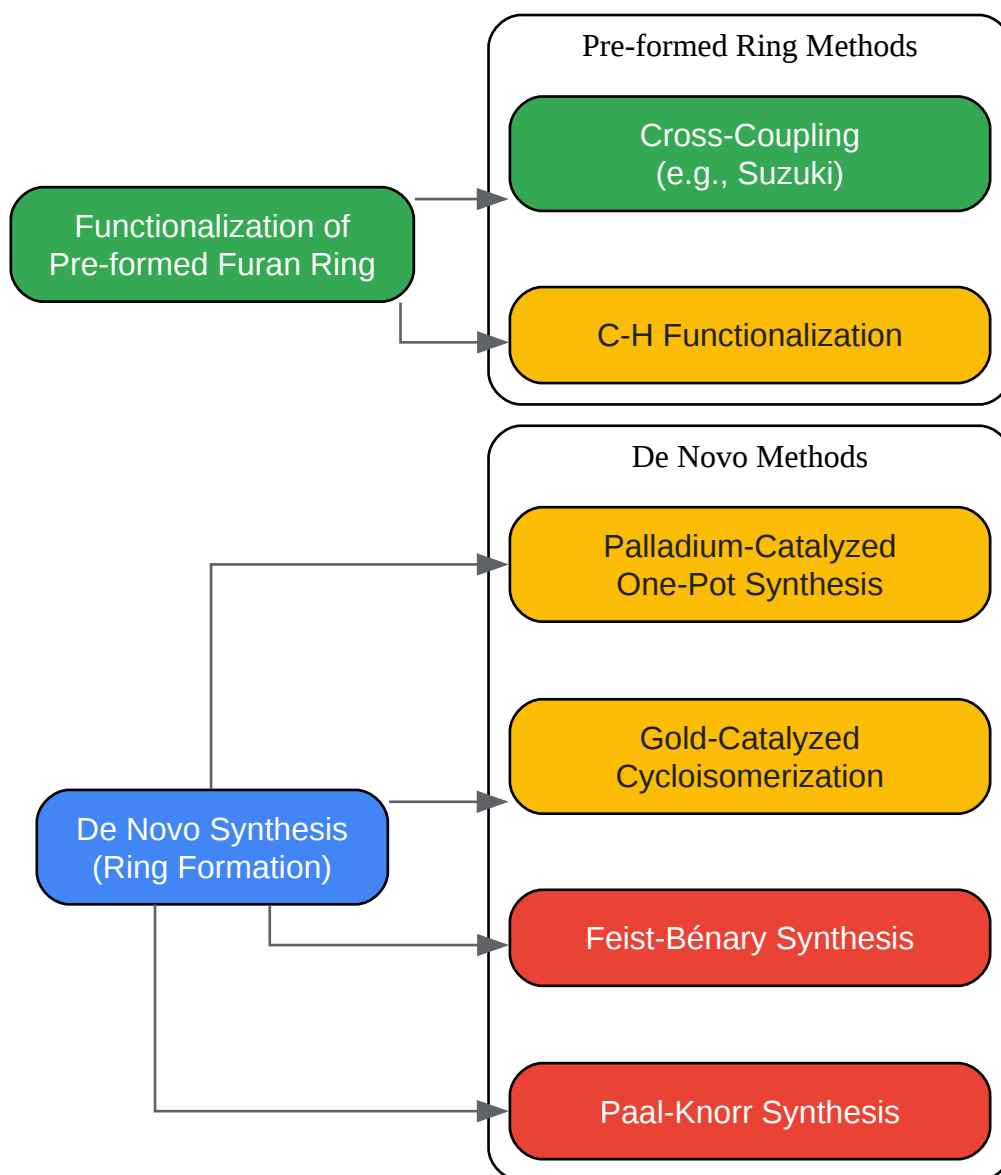 Pre-formed Ring Methods
Cross-Coupling
(e.g., Suzuki)
Functionalization of
Pre-formed Furan Ring
C-H Functionalization
De Novo Methods
Palladium-Catalyzed
One-Pot Synthesis
Gold-Catalyzed
Cycloisomerization
De Novo Synthesis
(Ring Formation)
Feist-Bénary Synthesis
Paal-Knorr Synthesis